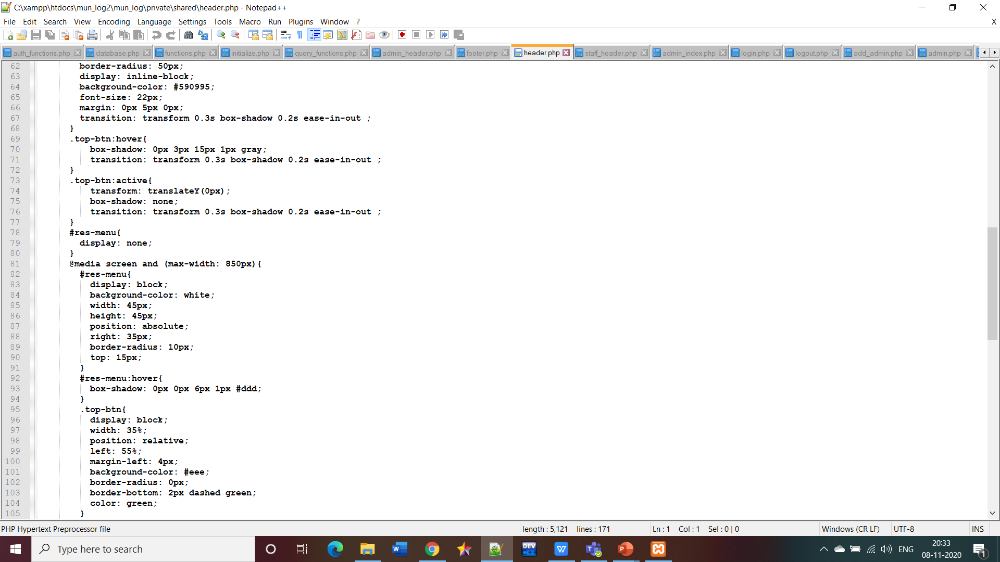 C:\xampp\htdocs\mun_log2\mun_log\private\shared\header.php - Notepad++
File Edit Search View Encoding Language Settings Tools Macro Run Plugins Window ? X
auth_functions.php database.php functions.php initialize.php query_functions.php admin_header.php footer.php header.php staff_header.php admin_index.php login.php logout.php add_admin.php admin.php
62 border-radius: 50px;
63 display: inline-block;
64 background-color: #590995;
65 font-size: 22px;
66 margin: 0px 5px 0px;
67 transition: transform 0.3s box-shadow 0.2s ease-in-out ;
68 }
69 .top-btn:hover{
70 box-shadow: 0px 3px 15px 1px gray;
71 transition: transform 0.3s box-shadow 0.2s ease-in-out ;
72 }
73 .top-btn:active{
74 transform: translateY(0px);
75 box-shadow: none;
76 transition: transform 0.3s box-shadow 0.2s ease-in-out ;
77 }
78 #res-menu{
79 display: none;
80 }
81 @media screen and (max-width: 850px){
82 #res-menu{
83 display: block;
84 background-color: white;
85 width: 45px;
86 height: 45px;
87 position: absolute;
88 right: 35px;
89 border-radius: 10px;
90 top: 15px;
91 }
92 #res-menu:hover{
93 box-shadow: 0px 0px 6px 1px #ddd;
94 }
95 .top-btn{
96 display: block;
97 width: 35%;
98 position: relative;
99 left: 55%;
100 margin-left: 4px;
101 background-color: #eee;
102 border-radius: 0px;
103 border-bottom: 2px dashed green;
104 color: green;
105 }
PHP Hypertext Preprocessor file length : 5,121 lines : 171 Ln : 1 Col : 1 Sel : 0 | 0 Windows (CR LF) UTF-8 INS
Type here to search
DEV
C++
ENG
20:33
08-11-2020
1